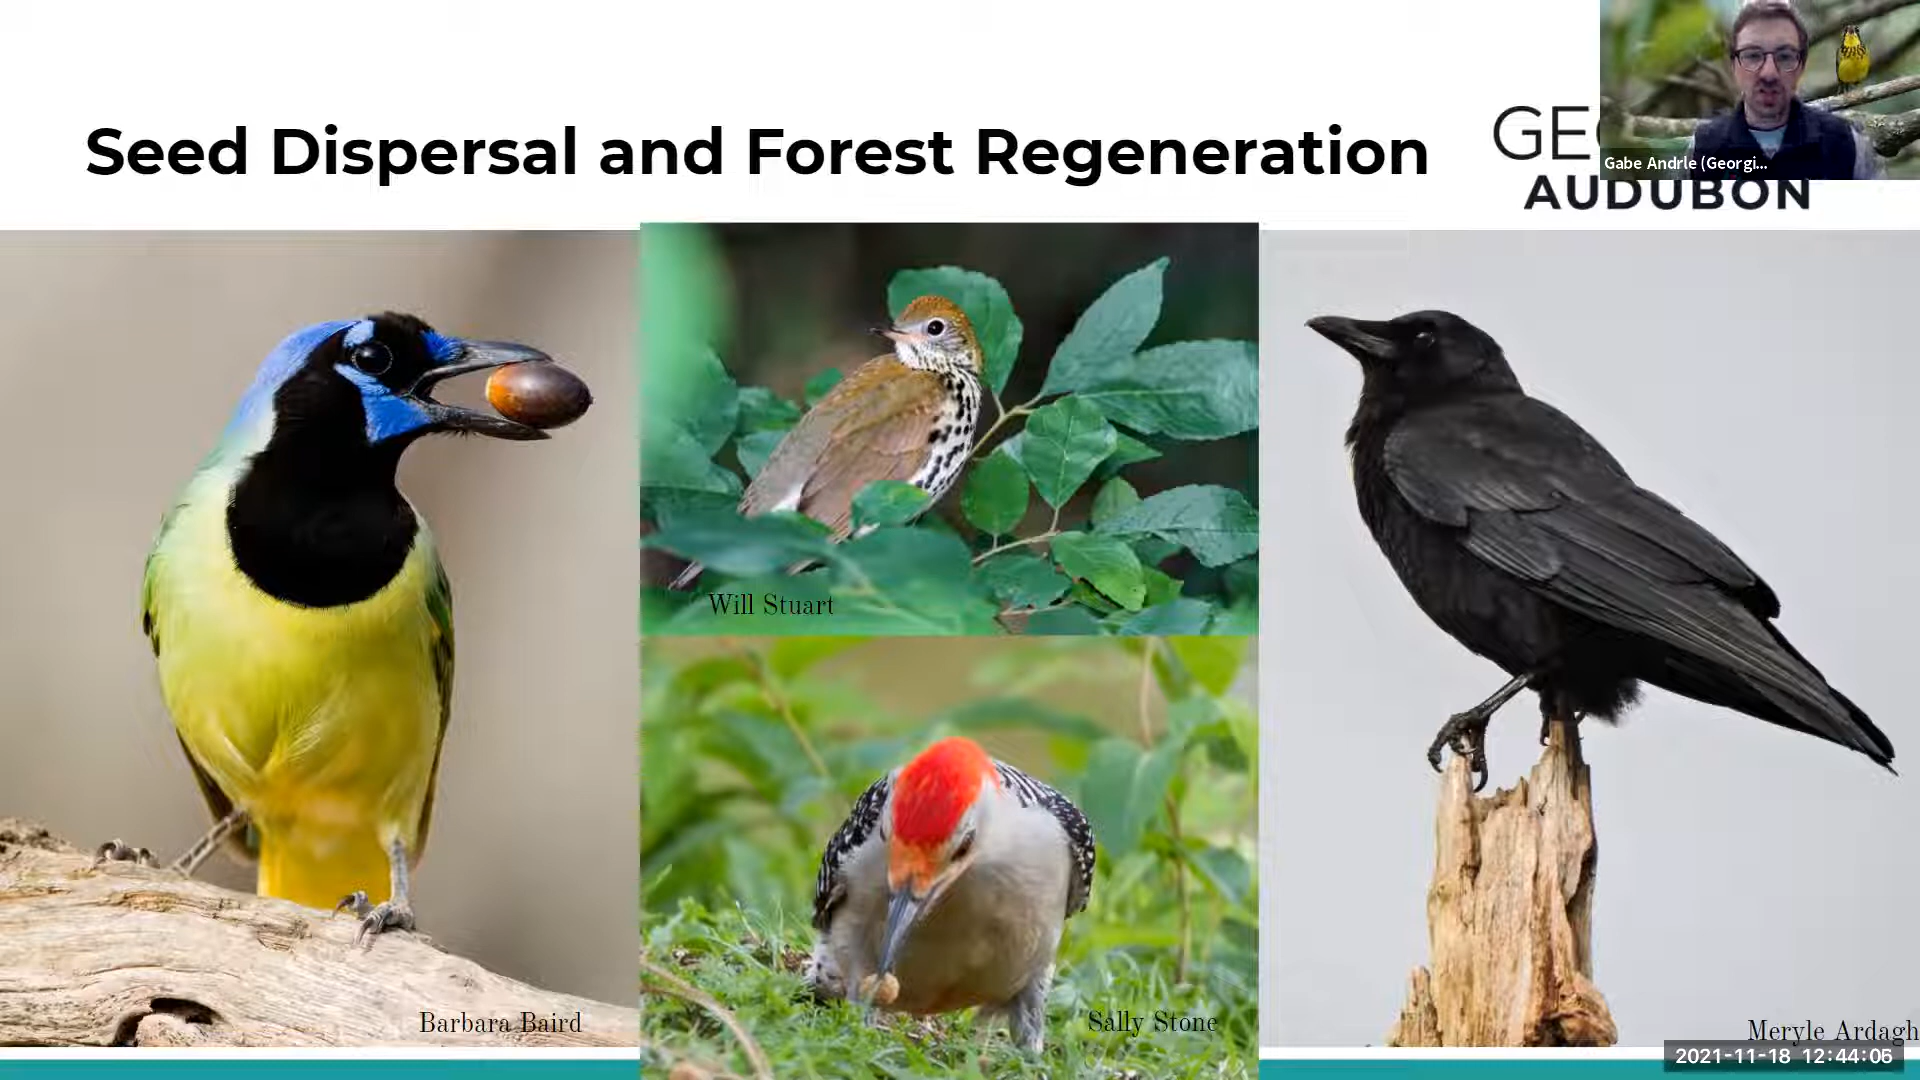 Seed Dispersal and Forest Regeneration
GE
AUDUBON
Gabe Andrle (Georgi...
Will Stuart
Barbara Baird
Sally Stone
Meryle Ardagh
2021-11-18 12:44:06